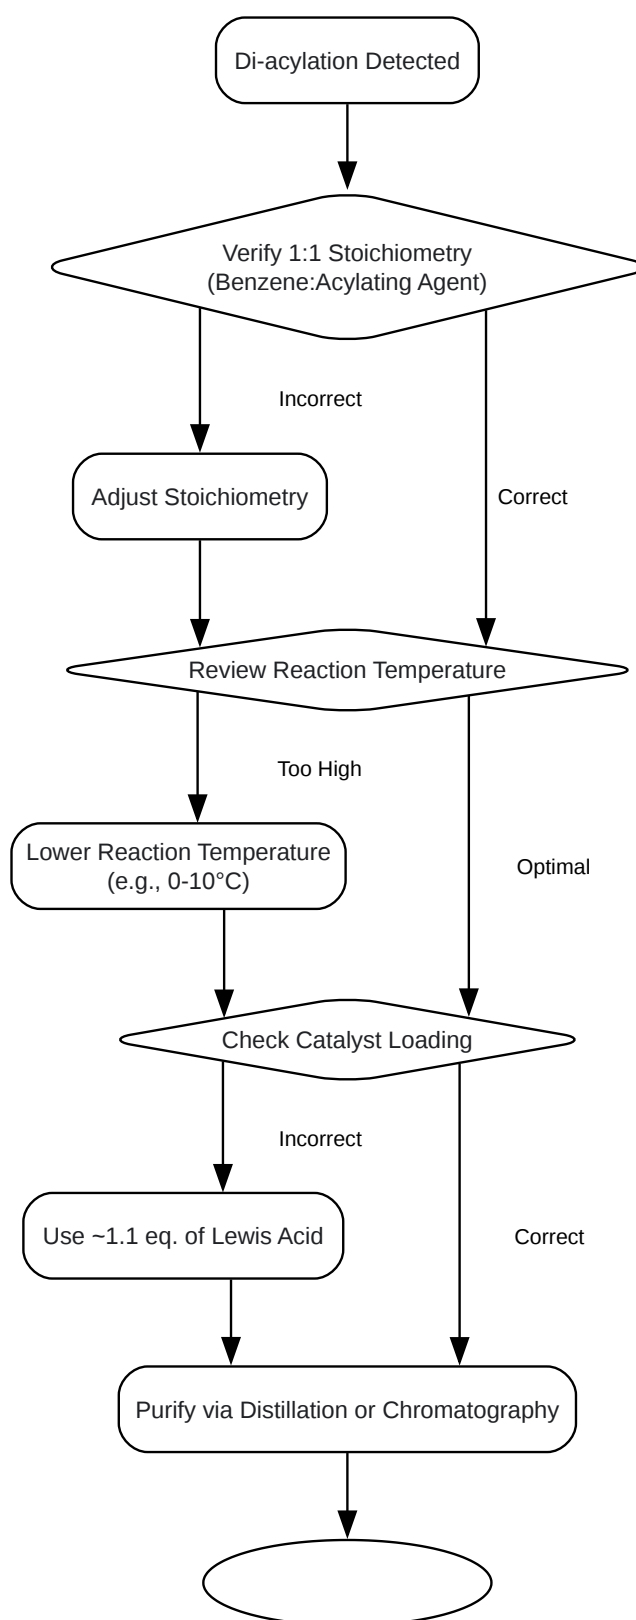 Di-acylation Detected
Verify 1:1 Stoichiometry
(Benzene:Acylating Agent)
Incorrect
Adjust Stoichiometry
Correct
Review Reaction Temperature
Too High
Lower Reaction Temperature
(e.g., 0-10°C)
Optimal
Check Catalyst Loading
Incorrect
Use ~1.1 eq. of Lewis Acid
Correct
Purify via Distillation or Chromatography